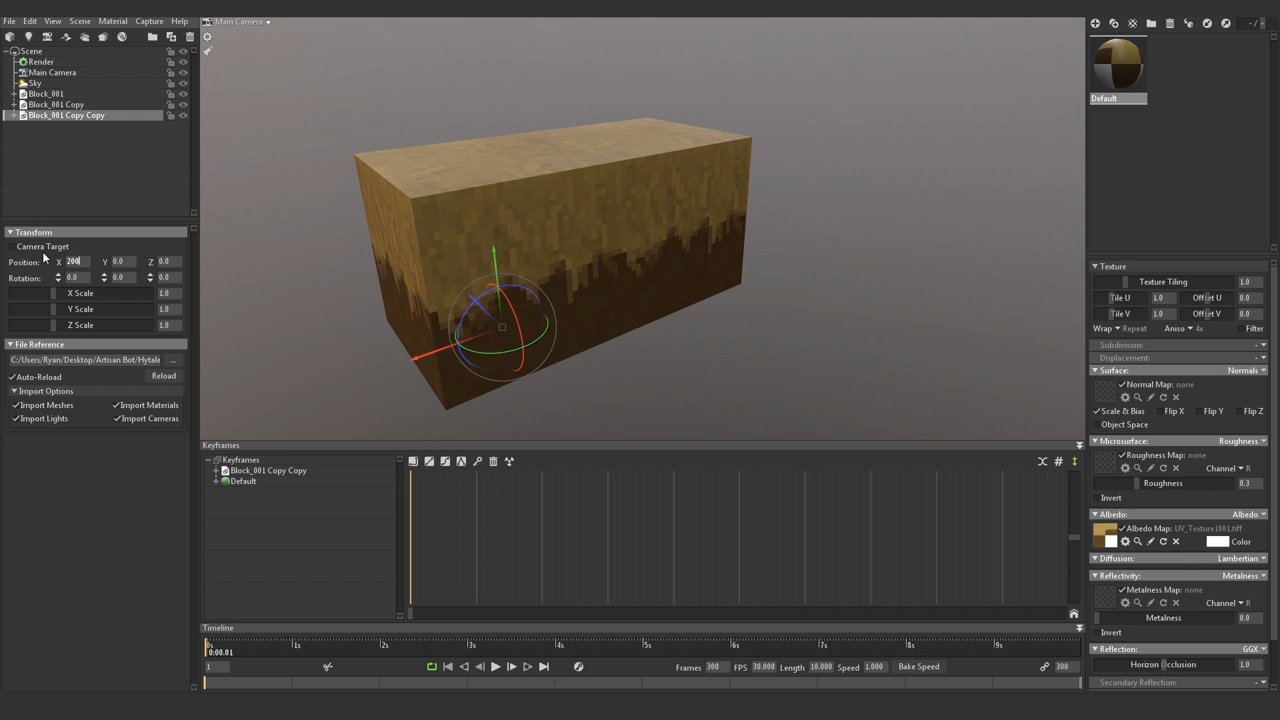 File Edit View Scene Material Capture Help
Main Camera
Scene
Render
Main Camera
Sky
Block_001
Block_001 Copy
Block_001 Copy Copy
Transform
Camera Target
Position: X 200 Y 0.0 Z 0.0
Rotation: 0.0 0.0 0.0
X Scale 1.0
Y Scale 1.0
Z Scale 1.0
File Reference
C:/Users/Ryan/Desktop/Artisan Bot/Hytale ...
Auto-Reload Reload
Import Options
Import Meshes Import Materials
Import Lights Import Cameras
Keyframes
Keyframes
Block_001 Copy Copy
Default
Timeline
0s 1s 2s 3s 4s 5s 6s 7s 8s 9s
0:00.01
1 Frames 300 FPS 30.000 Length 10.000 Speed 1.000 Bake Speed 300
- /
Default
Texture
Texture Tiling 1.0
Tile U 1.0 Offset U 0.0
Tile V 1.0 Offset V 0.0
Wrap Repeat Aniso 4x Filter
Subdivision: -
Displacement: -
Surface: Normals
Normal Map: none
Scale & Bias Flip X Flip Y Flip Z
Object Space
Microsurface: Roughness
Roughness Map: none
Channel R
Roughness 0.3
Invert
Albedo: Albedo
Albedo Map: UV_Texture1001.tiff
Color
Diffusion: Lambertian
Reflectivity: Metalness
Metalness Map: none
Channel R
Metalness 0.0
Invert
Reflection: GGX
Horizon Occlusion 1.0
Secondary Reflection: -